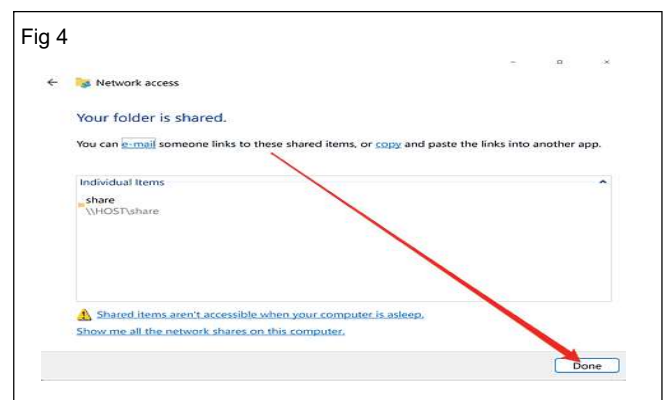 Fig 4
Network access
Your folder is shared.
You can e-mail someone links to these shared items, or copy and paste the links into another app.
Individual Items
share
\\HOST\share
Shared items aren't accessible when your computer is asleep.
Show me all the network shares on this computer.
Done